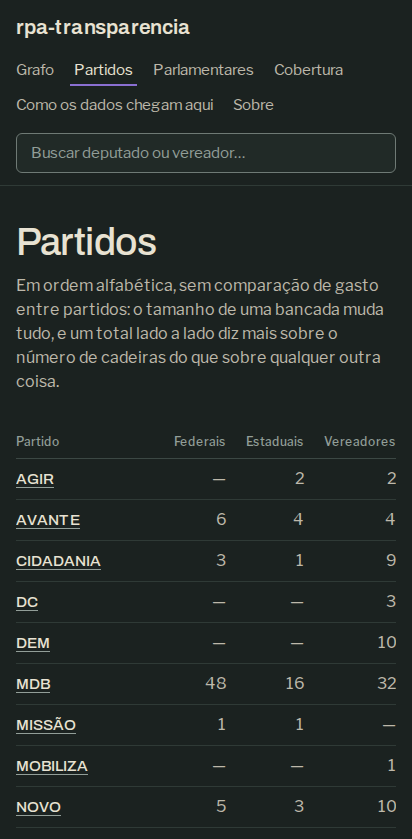 rpa-transparencia
Grafo Partidos Parlamentares Cobertura
Como os dados chegam aqui Sobre
Buscar deputado ou vereador...
Partidos
Em ordem alfabética, sem comparação de gasto
entre partidos: o tamanho de uma bancada muda
tudo, e um total lado a lado diz mais sobre o
número de cadeiras do que sobre qualquer outra
coisa.
Partido Federais Estaduais Vereadores
AGIR — 2 2
AVANTE 6 4 4
CIDADANIA 3 1 9
DC — — 3
DEM — — 10
MDB 48 16 32
MISSÃO 1 1 —
MOBILIZA — — 1
NOVO 5 3 10